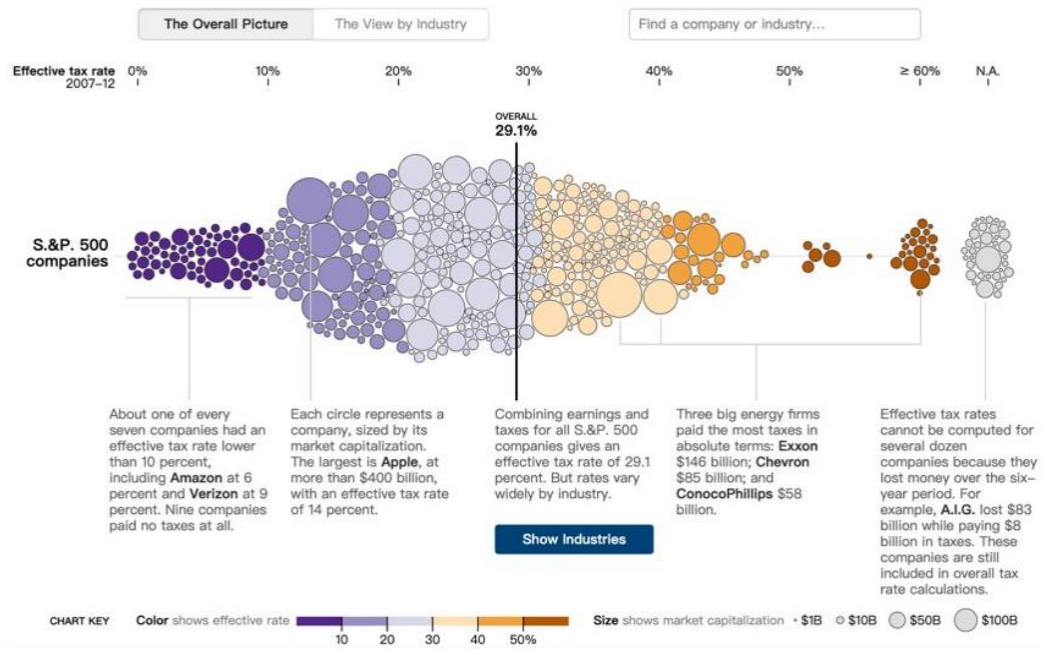 The Overall Picture
The View by Industry
Find a company or industry...
Effective tax rate
2007–12
0%
10%
20%
30%
40%
50%
≥ 60%
N.A.
OVERALL
29.1%
S.&P. 500
companies
About one of every
seven companies had an
effective tax rate lower
than 10 percent,
including Amazon at 6
percent and Verizon at 9
percent. Nine companies
paid no taxes at all.
Each circle represents a
company, sized by its
market capitalization.
The largest is Apple, at
more than $400 billion,
with an effective tax rate
of 14 percent.
Combining earnings and
taxes for all S.&P. 500
companies gives an
effective tax rate of 29.1
percent. But rates vary
widely by industry.
Show Industries
Three big energy firms
paid the most taxes in
absolute terms: Exxon
$146 billion; Chevron
$85 billion; and
ConocoPhillips $58
billion.
Effective tax rates
cannot be computed for
several dozen
companies because they
lost money over the six–
year period. For
example, A.I.G. lost $83
billion while paying $8
billion in taxes. These
companies are still
included in overall tax
rate calculations.
CHART KEY
Color shows effective rate
10
20
30
40
50%
Size shows market capitalization
$1B
$10B
$50B
$100B